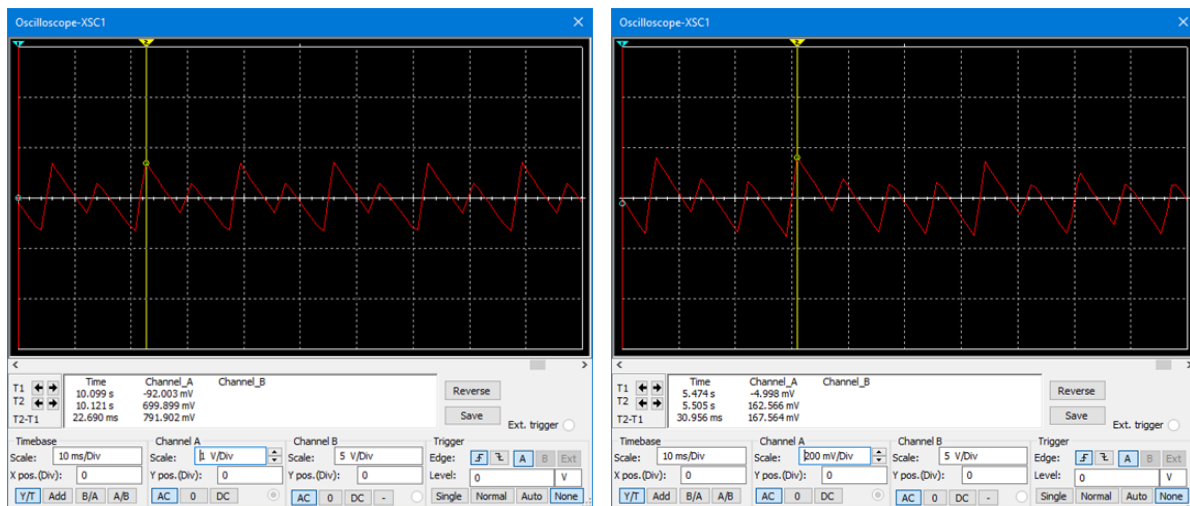 Oscilloscope-XSC1
T1
T2
T2-T1
Time Channel_A Channel_B
10.099 s -92.003 mV
10.121 s 699.899 mV
22.690 ms 791.902 mV
Reverse
Save
Ext. trigger
Timebase
Scale: 10 ms/Div
X pos.(Div): 0
Y/T Add B/A A/B
Channel A
Scale: 1 V/Div
Y pos.(Div): 0
AC 0 DC
Channel B
Scale: 5 V/Div
Y pos.(Div): 0
AC 0 DC -
Trigger
Edge: A B Ext
Level: 0 V
Single Normal Auto None
Oscilloscope-XSC1
T1
T2
T2-T1
Time Channel_A Channel_B
5.474 s -4.998 mV
5.505 s 162.566 mV
30.956 ms 167.564 mV
Reverse
Save
Ext. trigger
Timebase
Scale: 10 ms/Div
X pos.(Div): 0
Y/T Add B/A A/B
Channel A
Scale: 200 mV/Div
Y pos.(Div): 0
AC 0 DC
Channel B
Scale: 5 V/Div
Y pos.(Div): 0
AC 0 DC -
Trigger
Edge: A B Ext
Level: 0 V
Single Normal Auto None